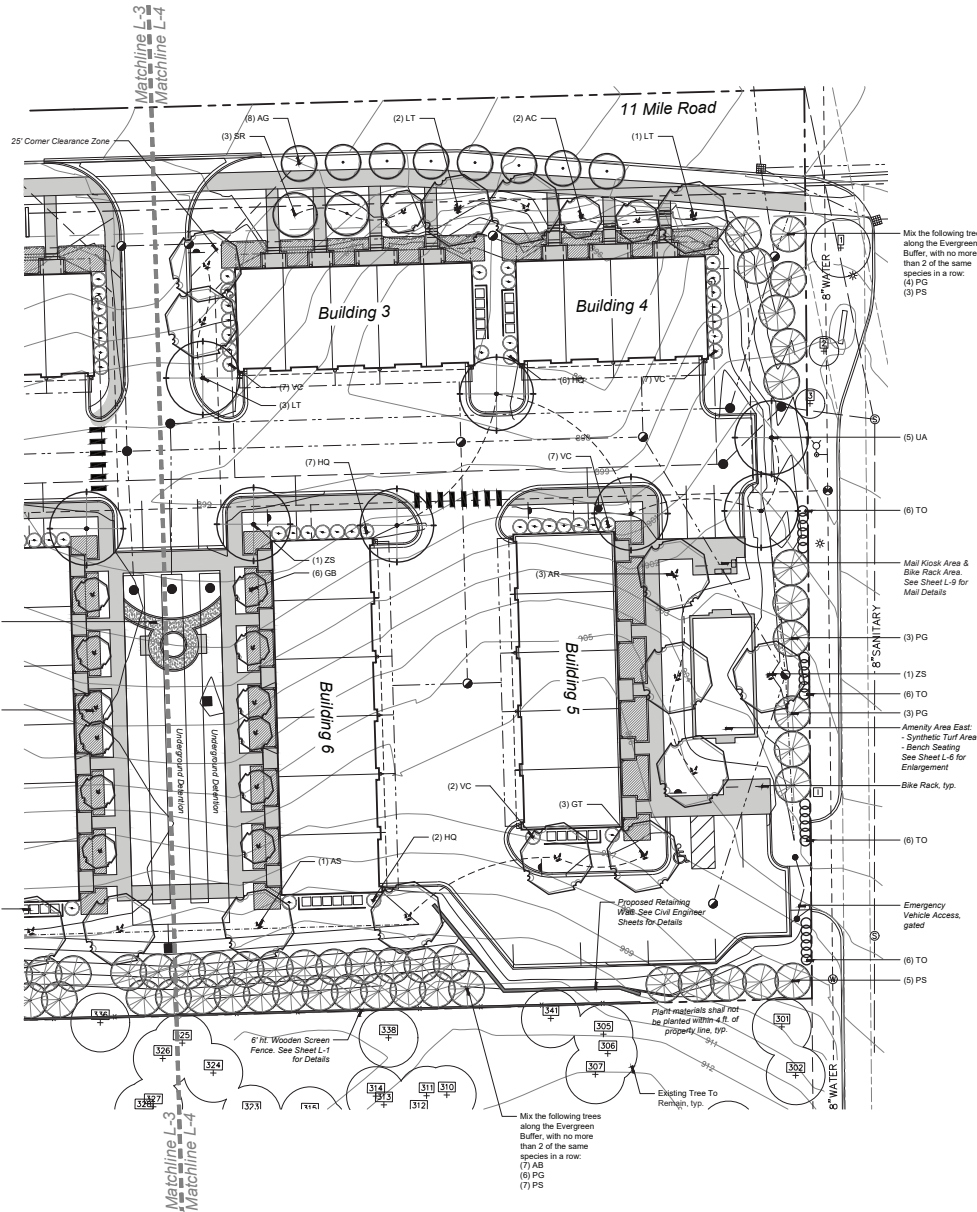 Matchline L-3
Matchline L-4
11 Mile Road
25' Corner Clearance Zone
(8) AG
(3) SR
(2) LT
(2) AC
(1) LT
Mix the following tree
along the Evergreen
Buffer, with no more
than 2 of the same
species in a row:
(4) PG
(3) PS
1
2
3
8"WATER
Building 3
Building 4
(7) VC
(3) LT
(6) HQ
(7) VC
898
899
(5) UA
(7) HQ
(7) VC
(6) TO
(1) ZS
(6) GB
(3) AR
Mail Kiosk Area &
Bike Rack Area.
See Sheet L-9 for
Mail Details
8"SANITARY
(3) PG
905
Building 5
Building 6
(1) ZS
(6) TO
(3) PG
Underground Detention
Underground Detention
Amenity Area East:
- Synthetic Turf Area
- Bench Seating
See Sheet L-6 for
Enlargement
Bike Rack, typ.
(2) VC
(3) GT
(2) HQ
(6) TO
(1) AS
Proposed Retaining
Wall. See Civil Engineer
Sheets for Details
Emergency
Vehicle Access,
gated
909
(6) TO
(5) PS
Plant materials shall not
be planted within 4 ft. of
property line, typ.
6' ht. Wooden Screen
Fence. See Sheet L-1
for Details
336
325
326
324
338
341
305
306
307
301
302
911
912
327
323
315
314
313
311
310
312
Existing Tree To
Remain, typ.
8"WATER
Mix the following trees
along the Evergreen
Buffer, with no more
than 2 of the same
species in a row:
(7) AB
(6) PG
(7) PS
Matchline L-3
Matchline L-4